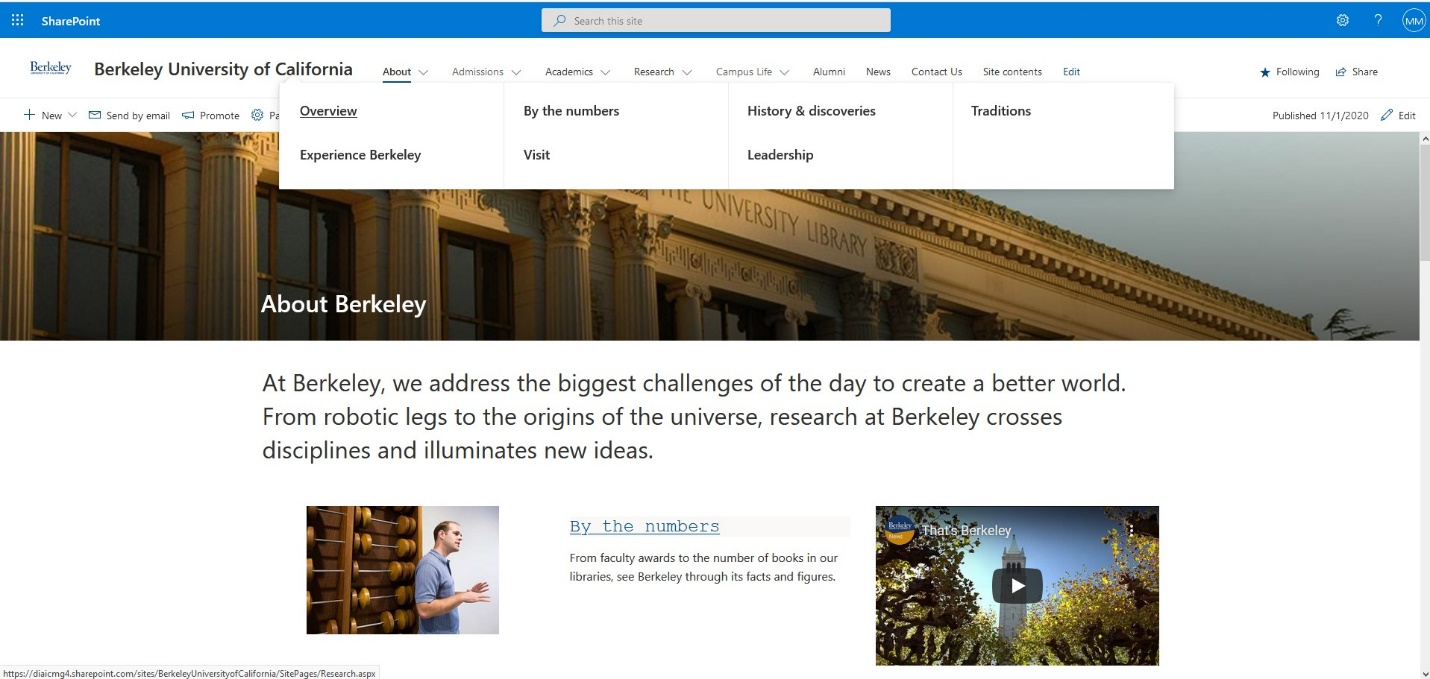 SharePoint
Search this site
?
MM
Berkeley
UNIVERSITY OF CALIFORNIA
Berkeley University of California
About
Admissions
Academics
Research
Campus Life
Alumni
News
Contact Us
Site contents
Edit
Following
Share
New
Send by email
Promote
Pa
Published 11/1/2020
Edit
Overview
By the numbers
History & discoveries
Traditions
Experience Berkeley
Visit
Leadership
THE UNIVERSITY LIBRARY
About Berkeley
At Berkeley, we address the biggest challenges of the day to create a better world.
From robotic legs to the origins of the universe, research at Berkeley crosses
disciplines and illuminates new ideas.
By the numbers
From faculty awards to the number of books in our
libraries, see Berkeley through its facts and figures.
Berkeley
News
That's Berkeley
https://diaicmg4.sharepoint.com/sites/BerkeleyUniversityofCalifornia/SitePages/Research.aspx